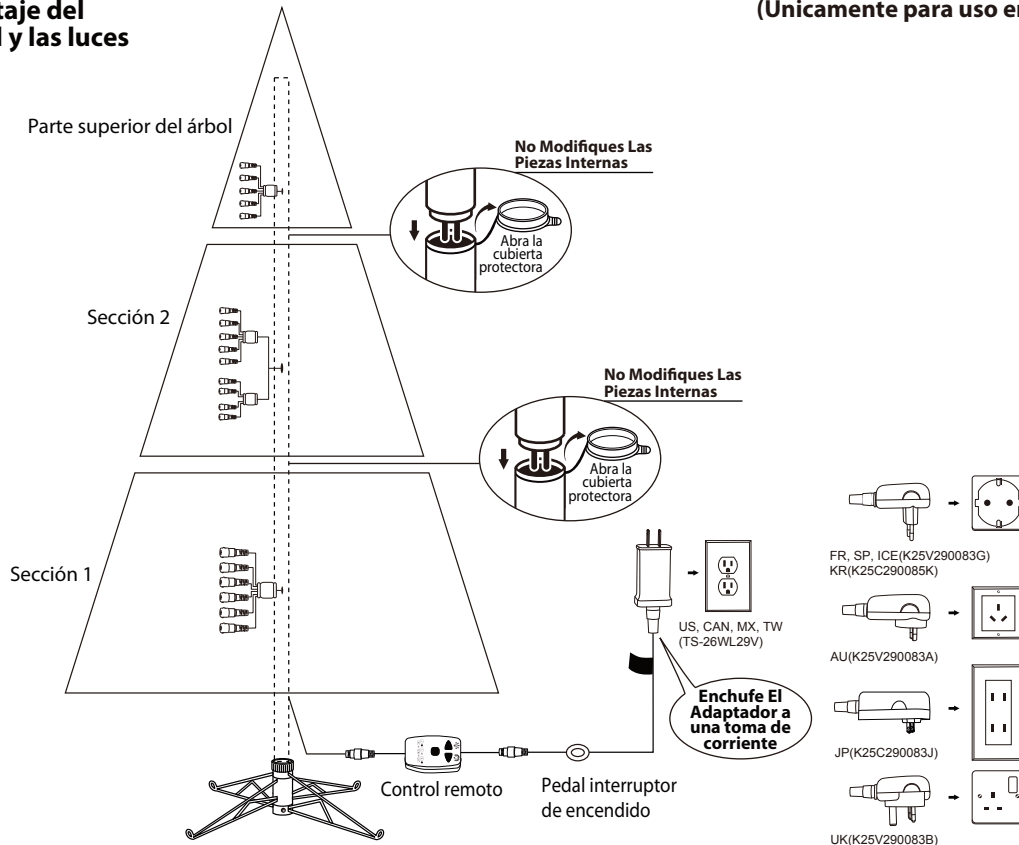 taje del
y las luces
(Unicamente para uso e
Parte superior del árbol
No Modifiques Las
Piezas Internas
Abra la
cubierta
protectora
Sección 2
No Modifiques Las
Piezas Internas
Abra la
cubierta
protectora
Sección 1
US, CAN, MX, TW
(TS-26WL29V)
Enchufe El
Adaptador a
una toma de
corriente
Control remoto
Pedal interruptor
de encendido
FR, SP, ICE(K25V290083G)
KR(K25C290085K)
AU(K25V290083A)
JP(K25C290083J)
UK(K25V290083B)